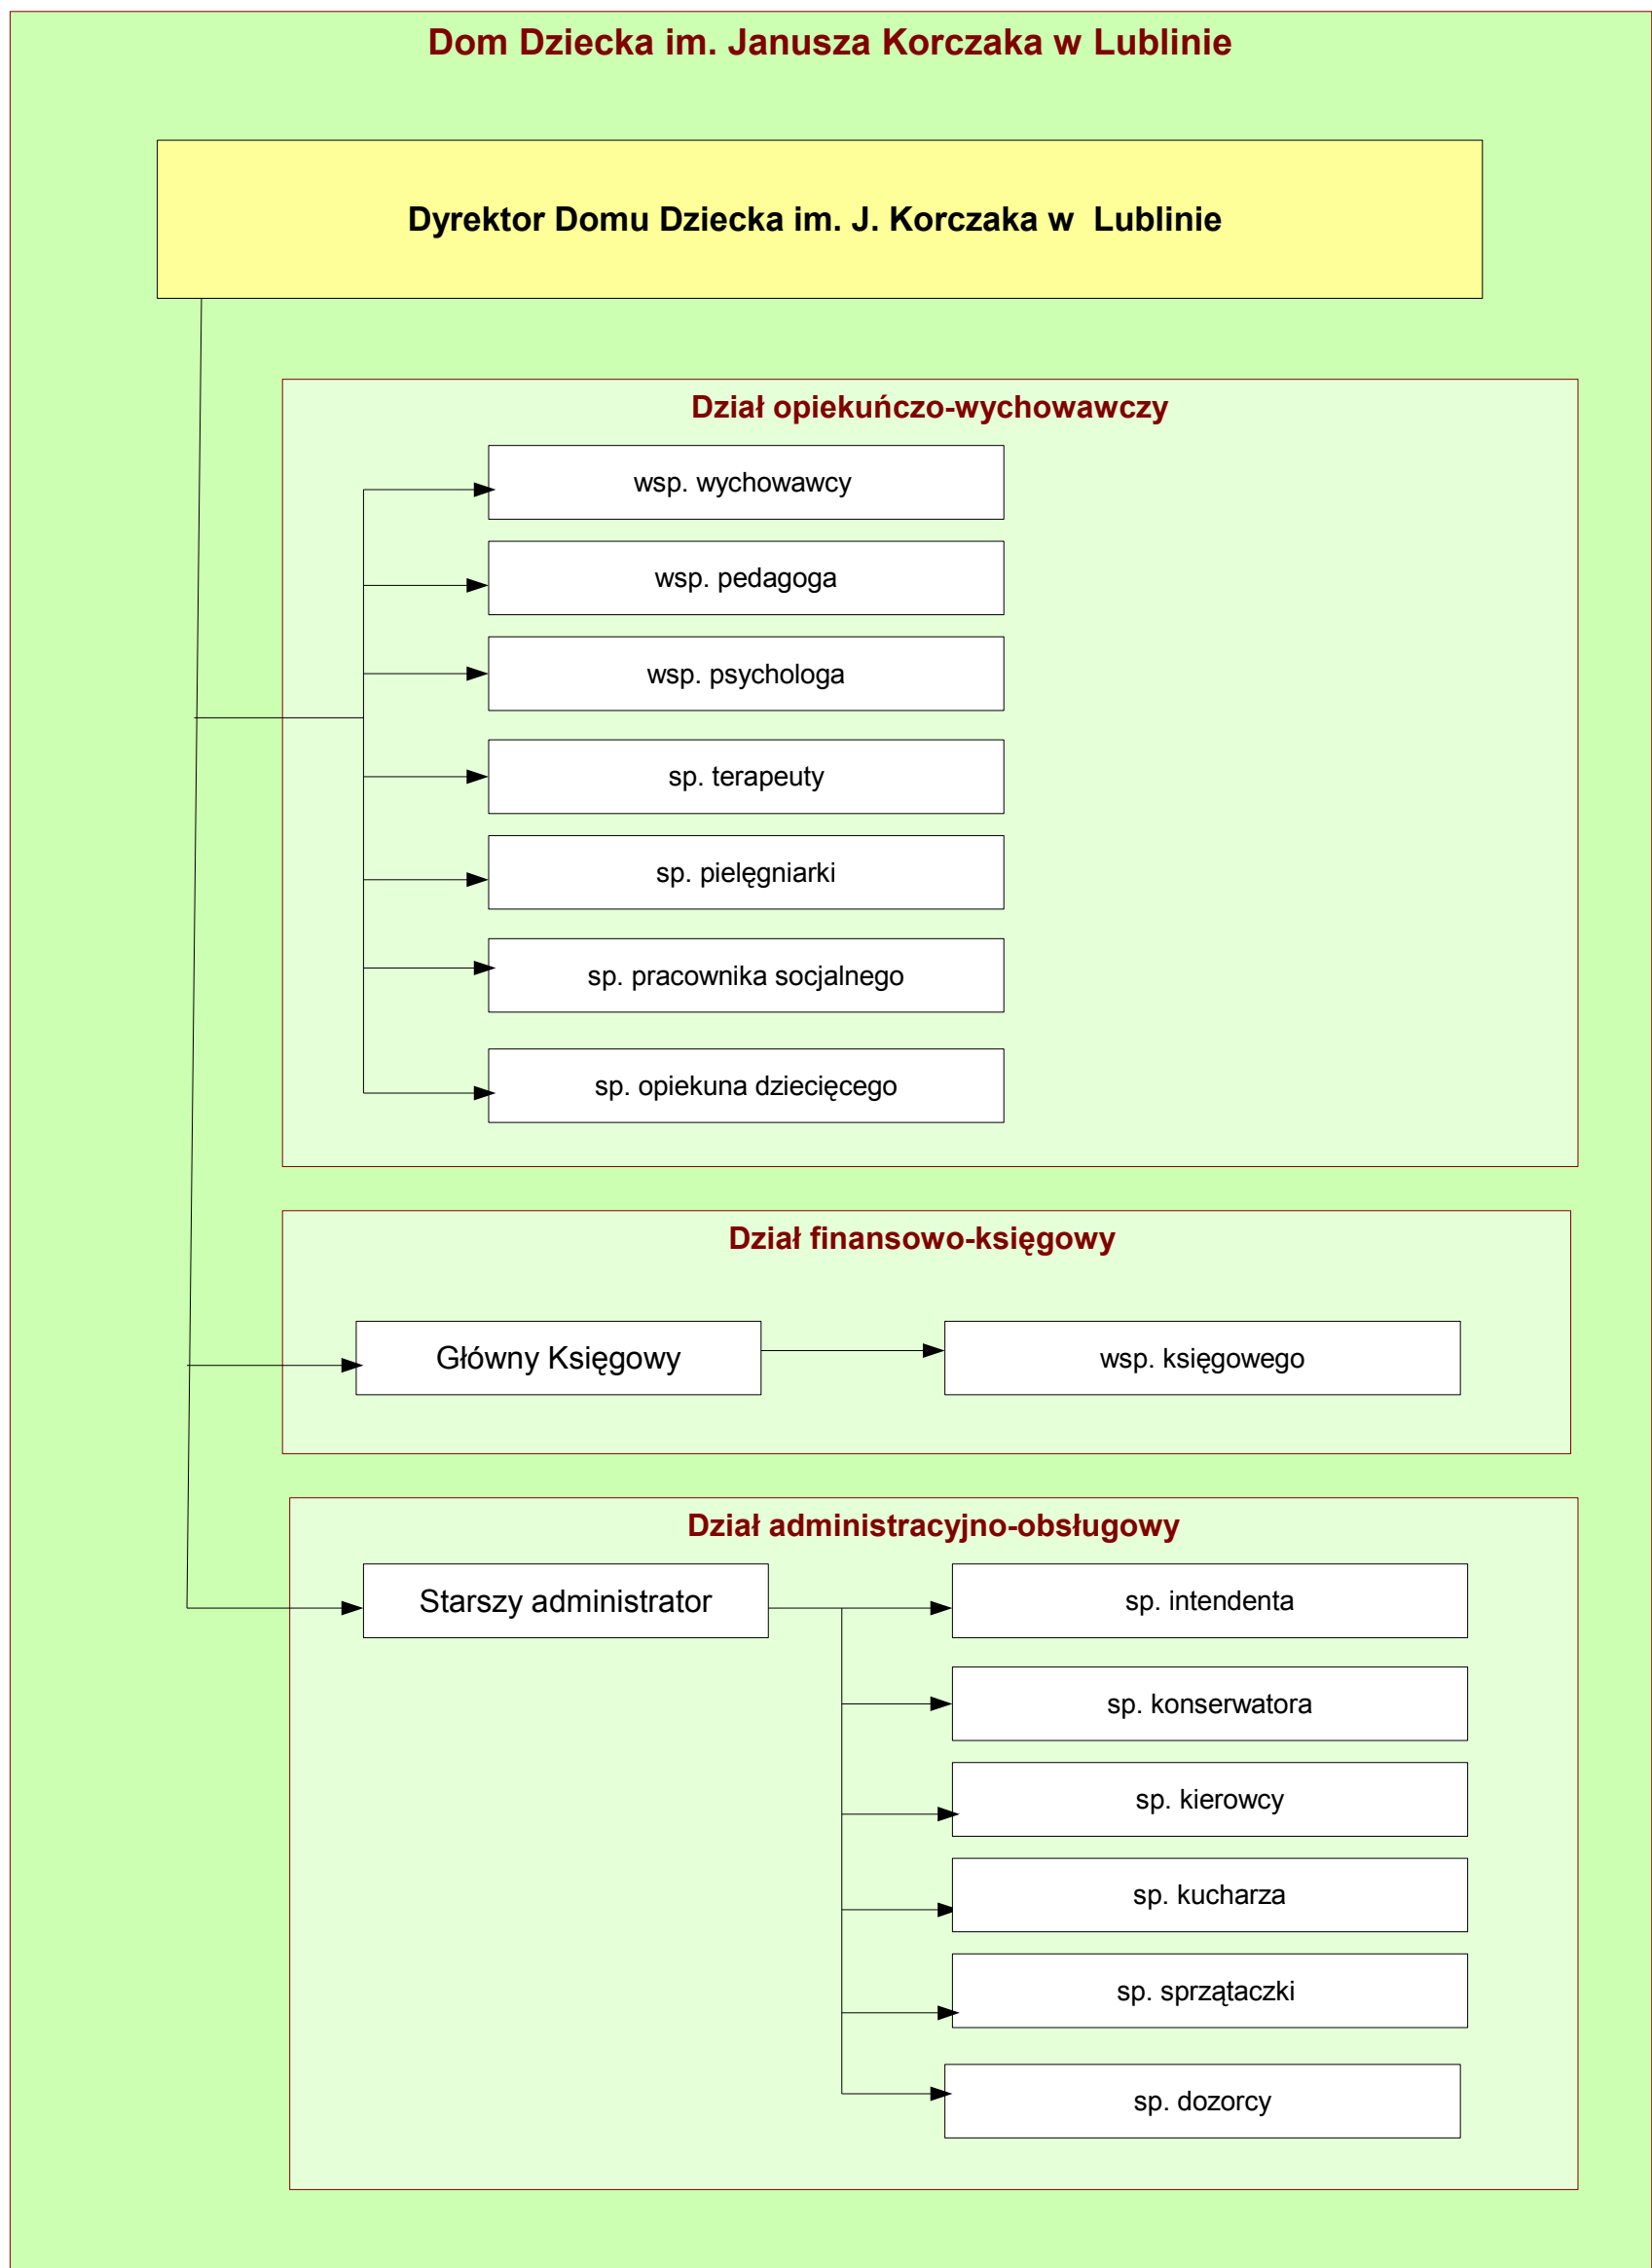 Dom Dziecka im. Janusza Korczaka w Lublinie
Dyrektor Domu Dziecka im. J. Korczaka w Lublinie
Dział opiekuńczo-wychowawczy
wsp. wychowawcy
wsp. pedagoga
wsp. psychologa
sp. terapeuty
sp. pielęgniarki
sp. pracownika socjalnego
sp. opiekuna dziecięcego
Dział finansowo-księgowy
Główny Księgowy
wsp. księgowego
Dział administracyjno-obsługowy
Starszy administrator
sp. intendenta
sp. konserwatora
sp. kierowcy
sp. kucharza
sp. sprzątaczki
sp. dozorcy